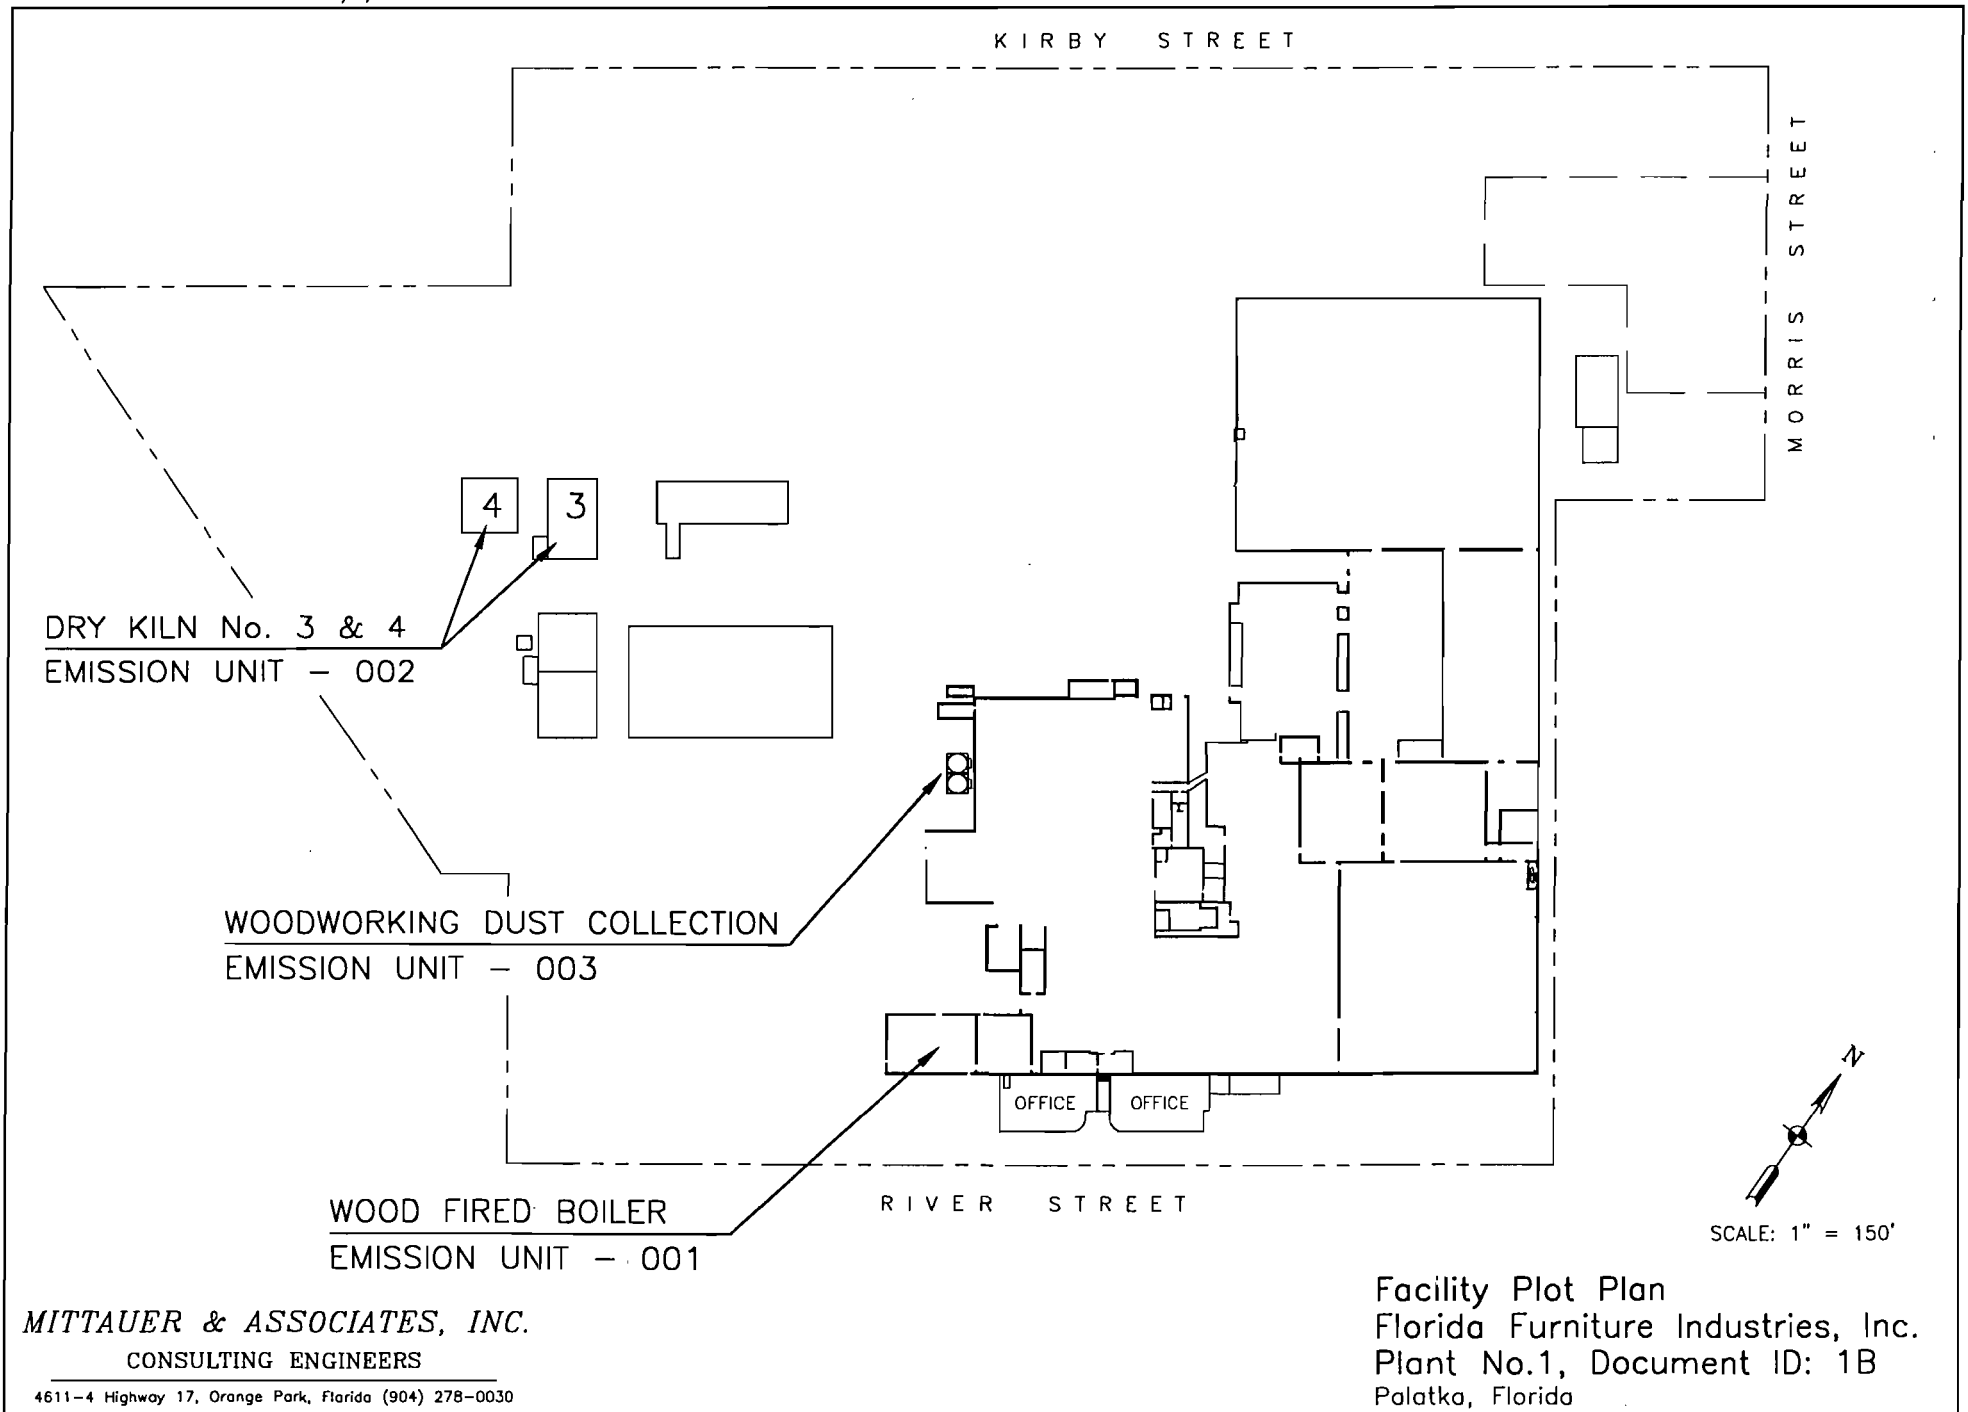 KIRBY STREET
MORRIS STREET
4
3
DRY KILN No. 3 & 4
EMISSION UNIT - 002
WOODWORKING DUST COLLECTION
EMISSION UNIT - 003
OFFICE
OFFICE
N
RIVER STREET
WOOD FIRED BOILER
EMISSION UNIT - 001
SCALE: 1" = 150'
Facility Plot Plan
Florida Furniture Industries, Inc.
Plant No.1, Document ID: 1B
Palatka, Florida
MITTAUER & ASSOCIATES, INC.
CONSULTING ENGINEERS
4611-4 Highway 17, Orange Park, Florida (904) 278-0030